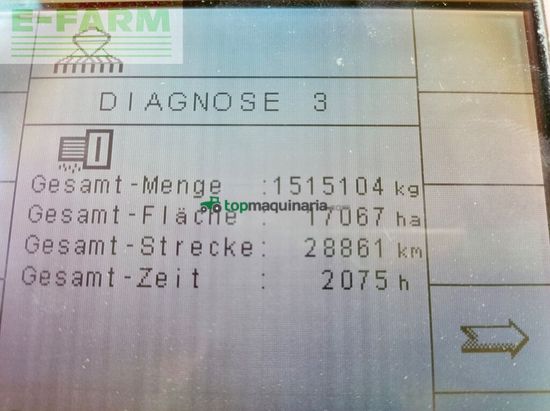 E-FARM
DIAGNOSE 3
Gesamt-Menge :1515104 kg
Gesamt-Fläche : 17067 ha
topmaquinaria.com
Gesamt-Strecke: 28861 km
Gesamt-Zeit : 2075 h